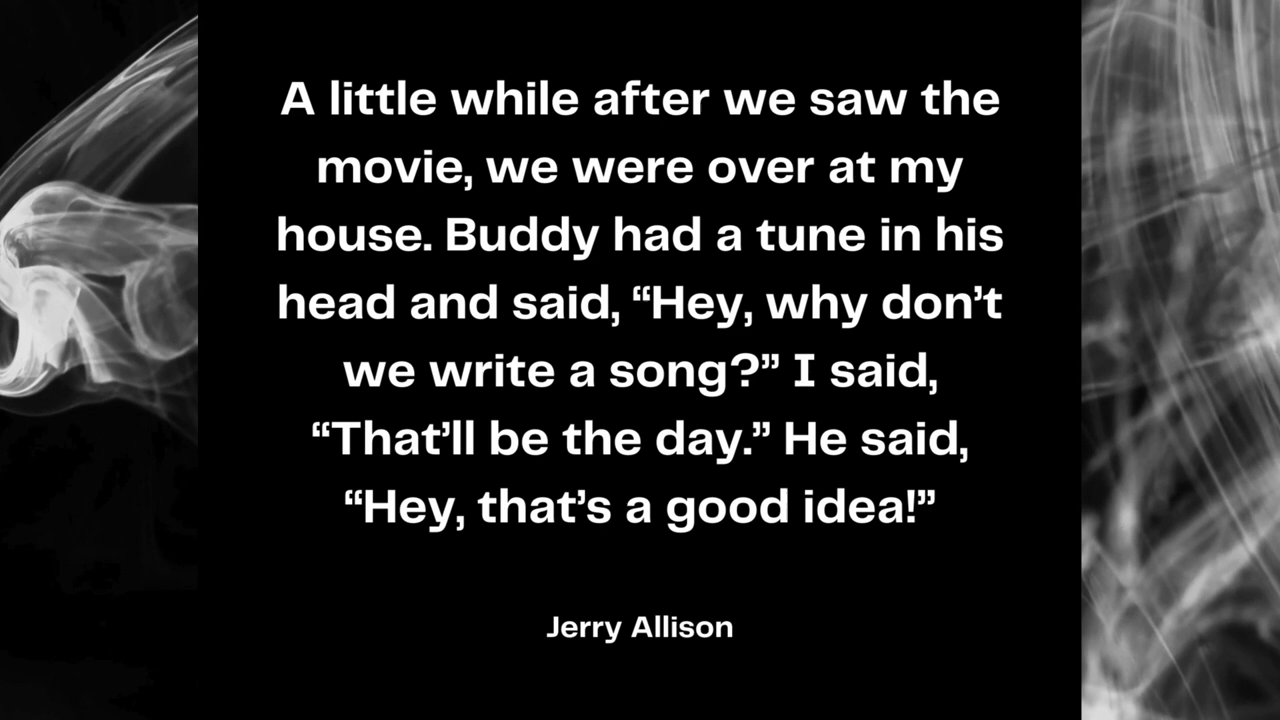 A little while after we saw the
movie, we were over at my
house. Buddy had a tune in his
head and said, “Hey, why don’t
we write a song?” I said,
“That’ll be the day.” He said,
“Hey, that’s a good idea!”
Jerry Allison